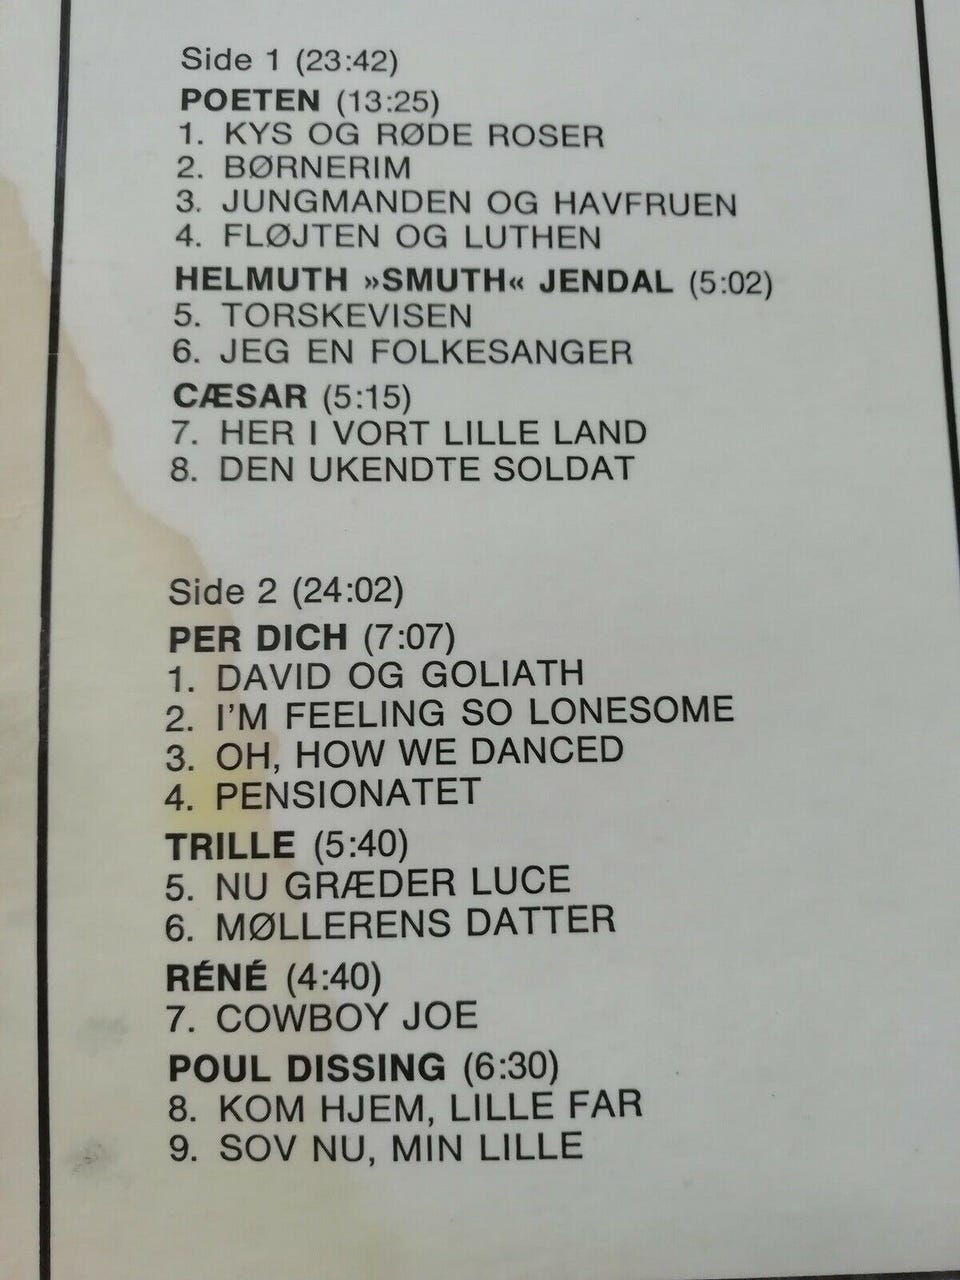 Side 1 (23:42)
POETEN (13:25)
1. KYS OG RØDE ROSER
2. BØRNERIM
3. JUNGMANDEN OG HAVFRUEN
4. FLØJTEN OG LUTHEN
HELMUTH »SMUTH« JENDAL (5:02)
5. TORSKEVISEN
6. JEG EN FOLKESANGER
CÆSAR (5:15)
7. HER I VORT LILLE LAND
8. DEN UKENDTE SOLDAT
Side 2 (24:02)
PER DICH (7:07)
1. DAVID OG GOLIATH
2. I'M FEELING SO LONESOME
3. OH, HOW WE DANCED
4. PENSIONATET
TRILLE (5:40)
5. NU GRÆDER LUCE
6. MØLLERENS DATTER
RÉNÉ (4:40)
7. COWBOY JOE
POUL DISSING (6:30)
8. KOM HJEM, LILLE FAR
9. SOV NU, MIN LILLE